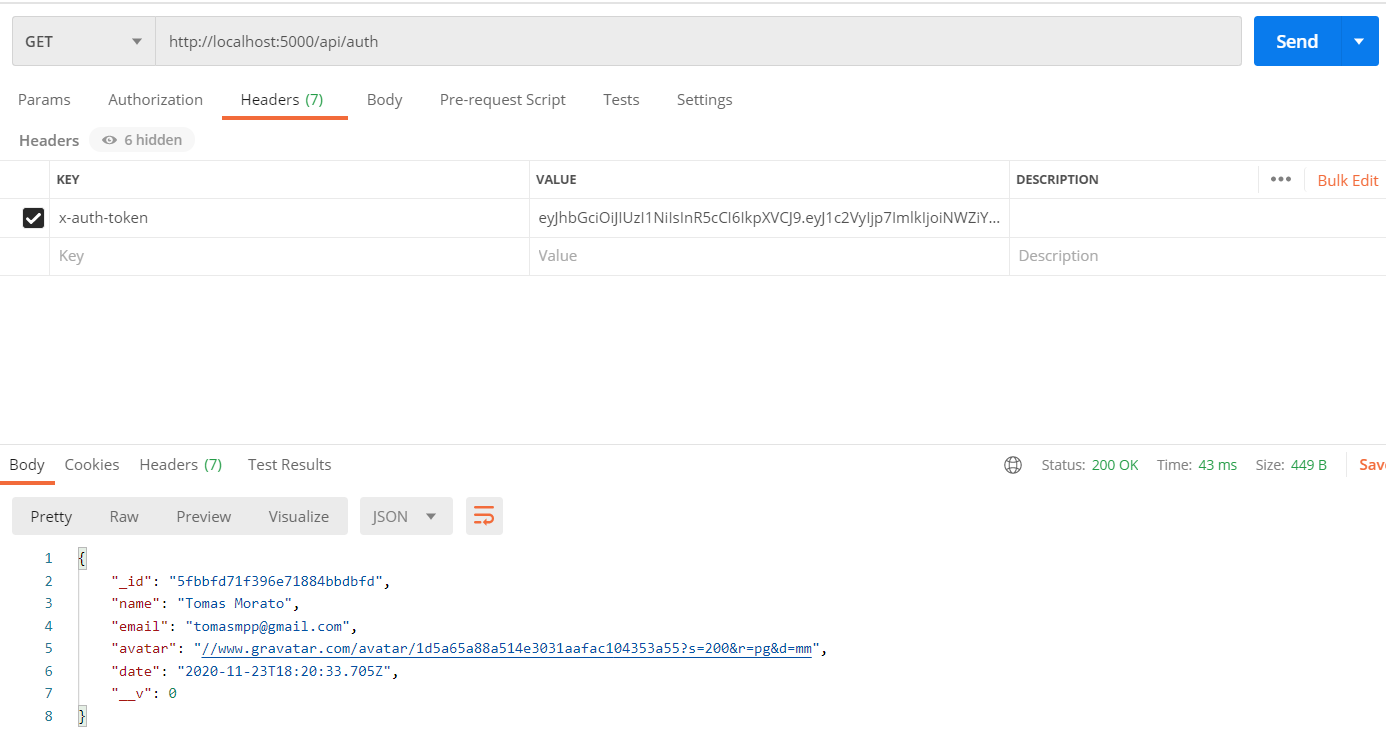 GET http://localhost:5000/api/auth Send
Params Authorization Headers (7) Body Pre-request Script Tests Settings
Headers 6 hidden
KEY VALUE DESCRIPTION ••• Bulk Edit
x-auth-token eyJhbGciOiJIUzI1NiIsInR5cCI6IkpXVCJ9.eyJ1c2VyIjp7ImlkIjoiNWZiY...
Key Value Description
Body Cookies Headers (7) Test Results Status: 200 OK Time: 43 ms Size: 449 B Save
Pretty Raw Preview Visualize JSON
1 {
2 "_id": "5fbbfd71f396e71884bbdbfd",
3 "name": "Tomas Morato",
4 "email": "tomasmpp@gmail.com",
5 "avatar": "//www.gravatar.com/avatar/1d5a65a88a514e3031aafac104353a55?s=200&r=pg&d=mm",
6 "date": "2020-11-23T18:20:33.705Z",
7 "__v": 0
8 }